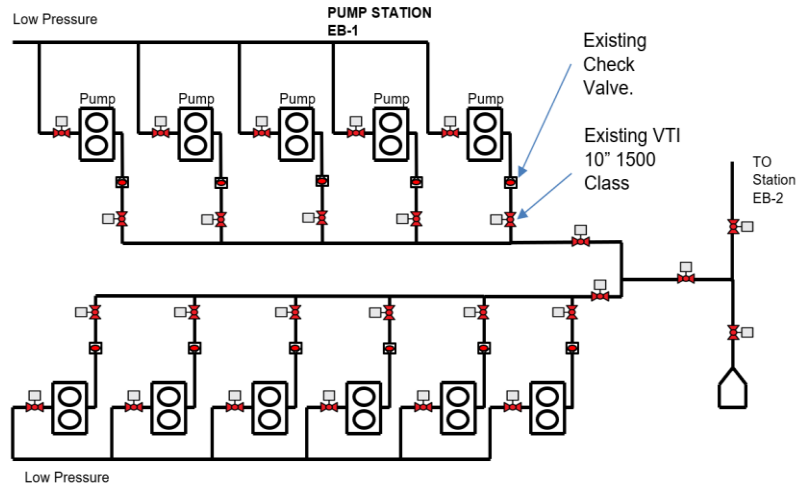 Low Pressure
PUMP STATION
EB-1
Existing
Check
Valve.
Pump
Pump
Pump
Pump
Pump
Existing VTI
10” 1500
Class
TO
Station
EB-2
Low Pressure